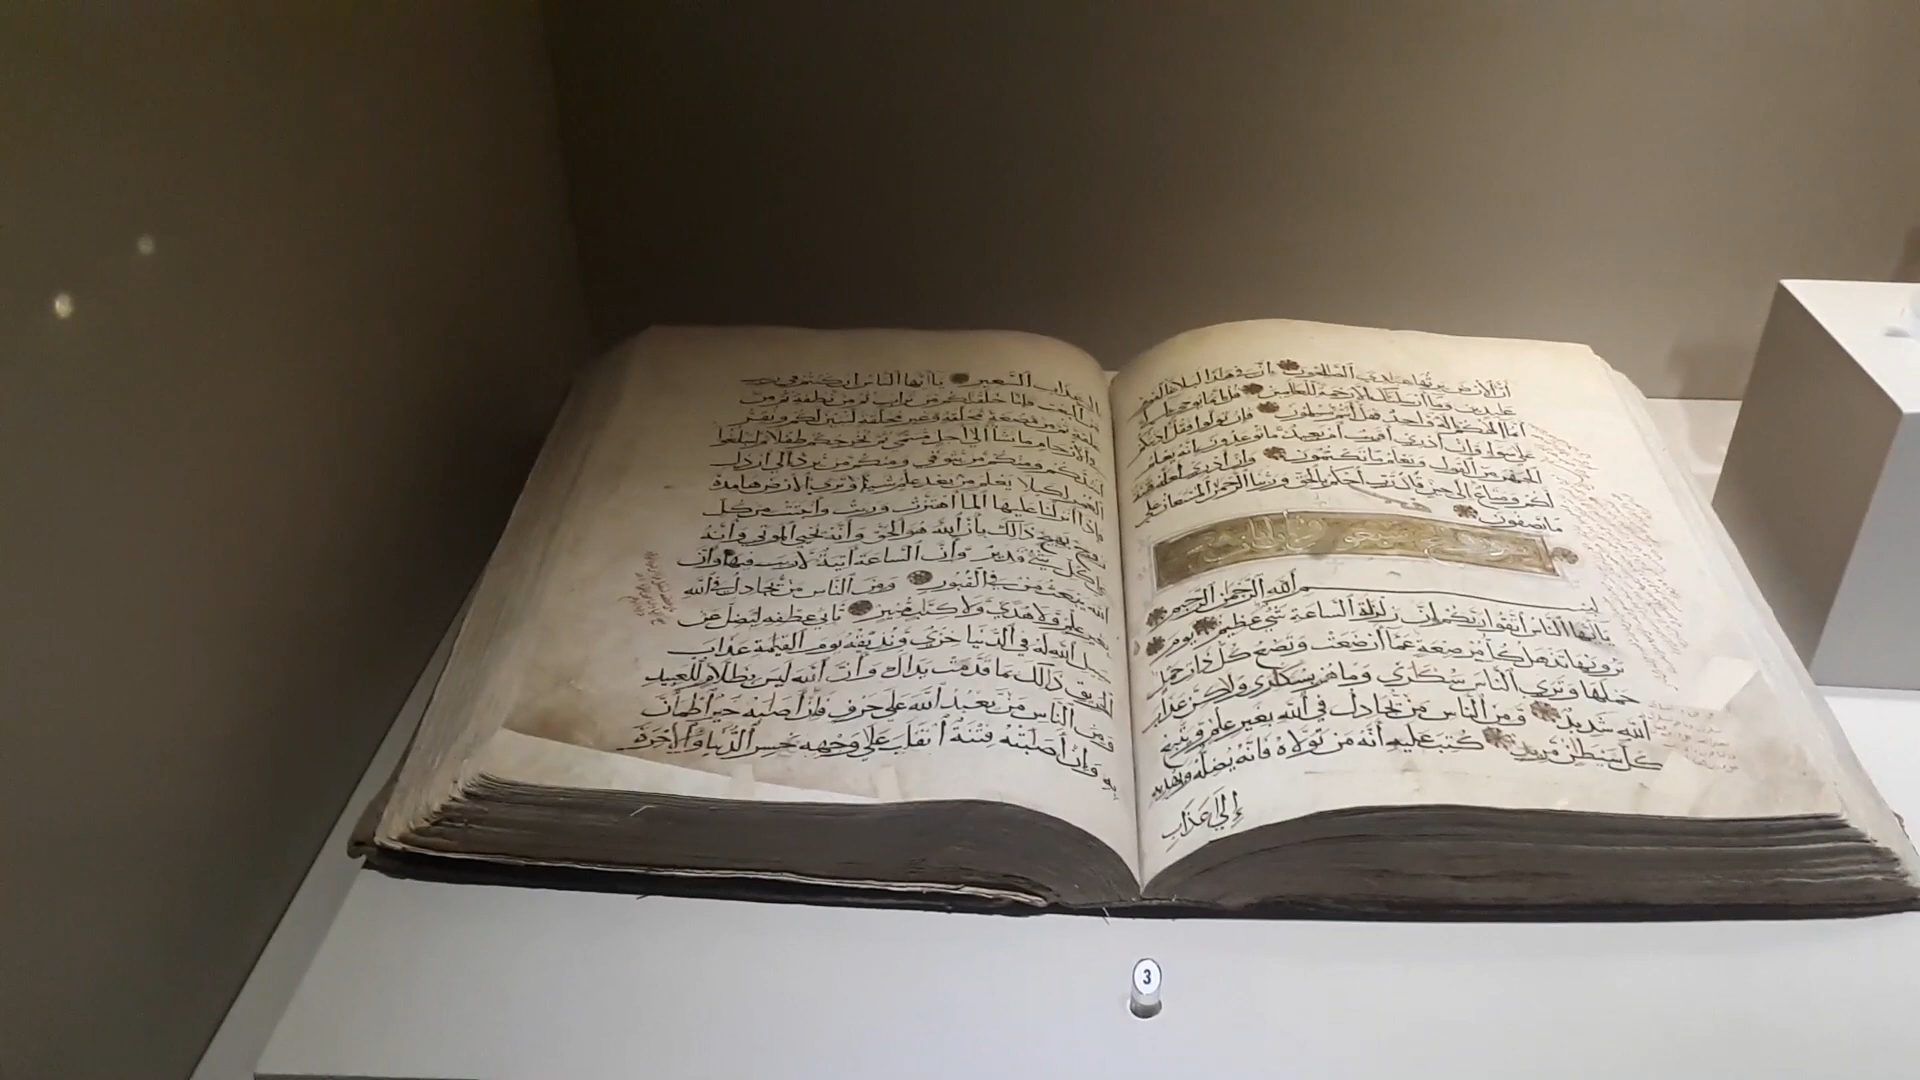 أن الأرض يرثها عبادي الصالحون ان في هذا لبلاغا لقوم
عابدين وما أرسلناك إلا رحمة للعالمين قل إنما يوحى إلي
أنما إلهكم إله واحد فهل أنتم مسلمون فإن تولوا فقل آذنتكم
على سواء وإن أدري أقريب أم بعيد ما توعدون إنه يعلم
الجهر من القول ويعلم ما تكتمون وإن أدري لعله فتنة
لكم ومتاع إلى حين قال رب احكم بالحق وربنا الرحمن المستعان على
ما تصفون
بسم الله الرحمن الرحيم
يا أيها الناس اتقوا ربكم إن زلزلة الساعة شيء عظيم يوم
ترونها تذهل كل مرضعة عما أرضعت وتضع كل ذات حمل
حملها وترى الناس سكارى وما هم بسكارى ولكن عذاب
الله شديد ومن الناس من يجادل في الله بغير علم ويتبع
كل شيطان مريد كتب عليه أنه من تولاه فأنه يضله ويهديه
إلى عذاب
إلى عذاب السعير يا أيها الناس إن كنتم في ريب
من البعث فإنا خلقناكم من تراب ثم من نطفة ثم من
علقة ثم من مضغة مخلقة وغير مخلقة لنبين لكم ونقر
في الأرحام ما نشاء إلى أجل مسمى ثم نخرجكم طفلا ثم لتبلغوا
أشدكم ومنكم من يتوفى ومنكم من يرد إلى أرذل
العمر لكيلا يعلم من بعد علم شيئا وترى الأرض هامدة
فإذا أنزلنا عليها الماء اهتزت وربت وأنبتت من كل
زوج بهيج ذلك بأن الله هو الحق وأنه يحيي الموتى وأنه
على كل شيء قدير وأن الساعة آتية لا ريب فيها وأن
الله يبعث من في القبور ومن الناس من يجادل في الله
بغير علم ولا هدى ولا كتاب منير ثاني عطفه ليضل عن
سبيل الله له في الدنيا خزي ونذيقه يوم القيمة عذاب
الحريق ذلك بما قدمت يداك وأن الله ليس بظلام للعبيد
ومن الناس من يعبد الله على حرف فإن أصابه خير اطمأن
به وإن أصابته فتنة انقلب على وجهه خسر الدنيا والآخرة
3